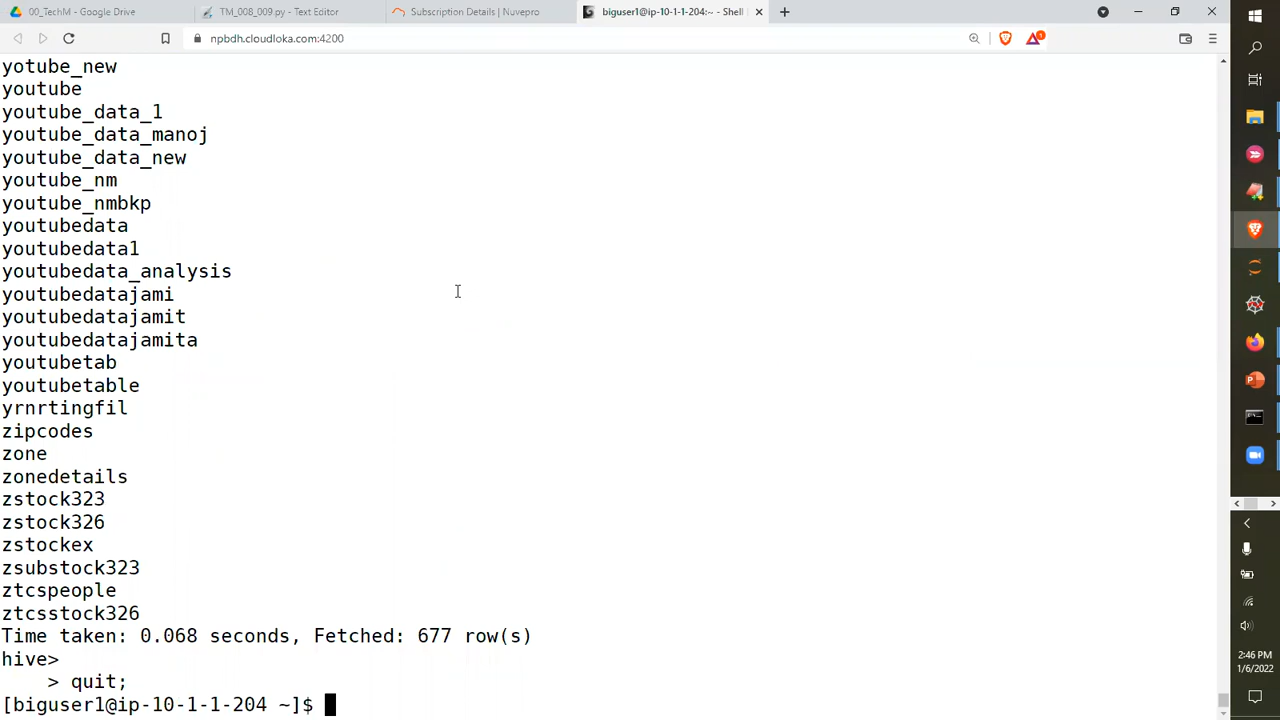 00_TechM - Google Drive
TM_008_009.py - Text Editor
Subscription Details | Nuvepro
biguser1@ip-10-1-1-204:~ - Shell
npbdh.cloudloka.com:4200
yotube_new
youtube
youtube_data_1
youtube_data_manoj
youtube_data_new
youtube_nm
youtube_nmbkp
youtubedata
youtubedata1
youtubedata_analysis
youtubedatajami
youtubedatajamit
youtubedatajamita
youtubetab
youtubetable
yrnrtingfil
zipcodes
zone
zonedetails
zstock323
zstock326
zstockex
zsubstock323
ztcspeople
ztcsstock326
Time taken: 0.068 seconds, Fetched: 677 row(s)
hive>
    > quit;
[biguser1@ip-10-1-1-204 ~]$
2:46 PM
1/6/2022